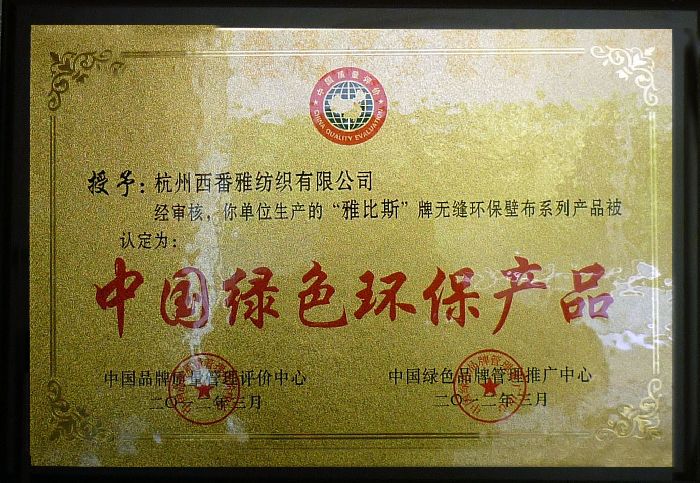 中国质量评价
CHINA QUALITY EVALUATION
授予：杭州西番雅纺织有限公司
经审核，你单位生产的“雅比斯”牌无缝环保壁布系列产品被
认定为：
中国绿色环保产品
中国品牌质量管理评价中心
二〇一二年三月
中国绿色品牌管理推广中心
二〇一二年三月